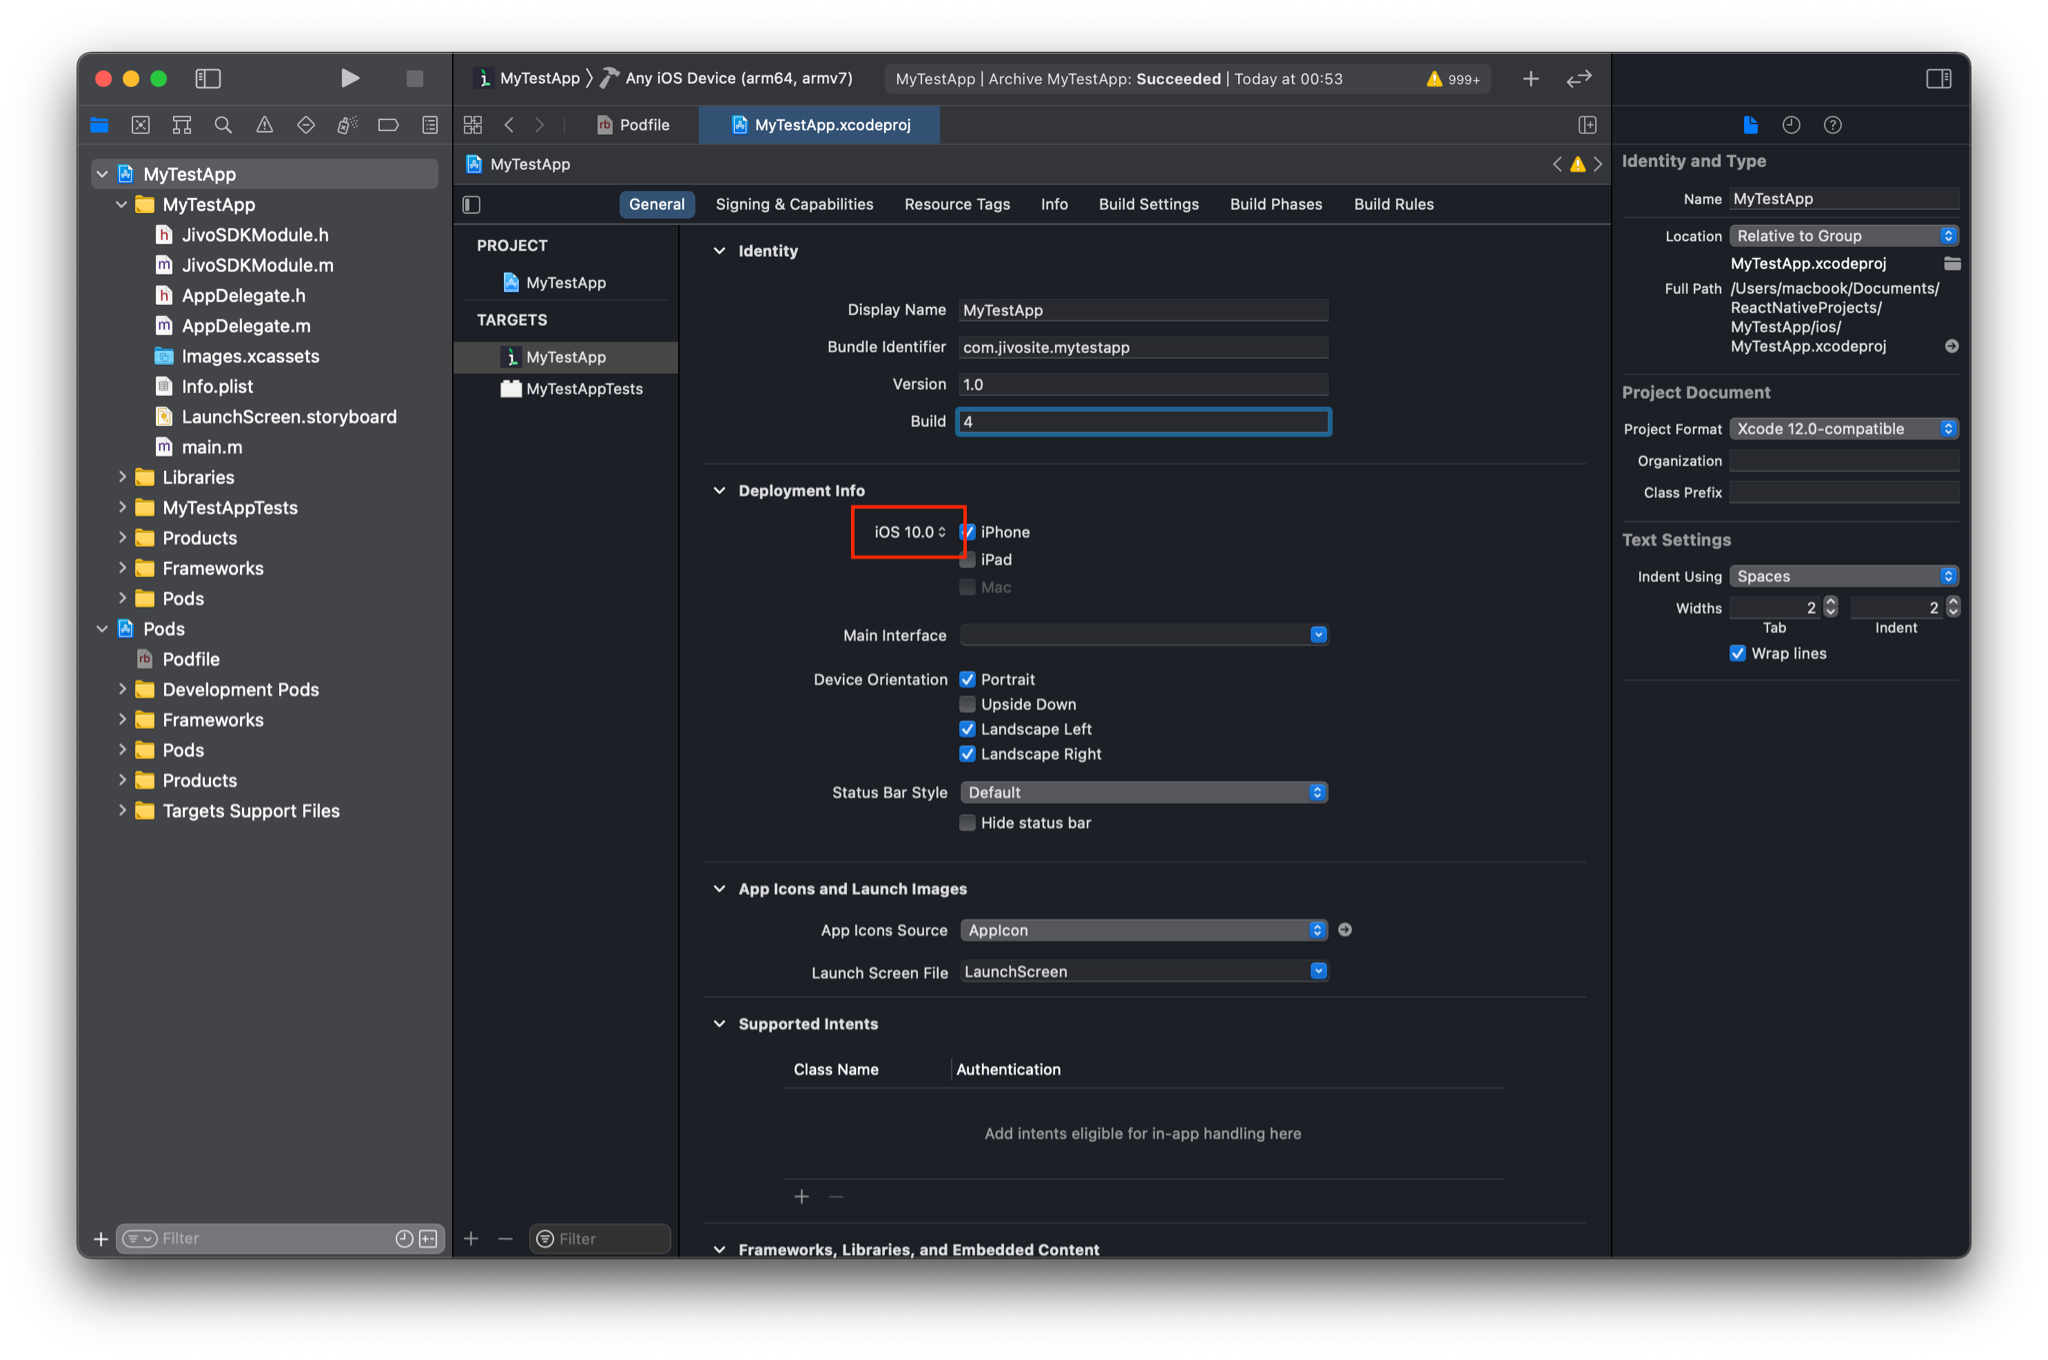 MyTestApp
Any iOS Device (arm64, armv7)
MyTestApp | Archive MyTestApp: Succeeded | Today at 00:53
999+
Podfile
MyTestApp.xcodeproj
MyTestApp
General
Signing & Capabilities
Resource Tags
Info
Build Settings
Build Phases
Build Rules
MyTestApp
MyTestApp
h JivoSDKModule.h
m JivoSDKModule.m
h AppDelegate.h
m AppDelegate.m
Images.xcassets
Info.plist
LaunchScreen.storyboard
m main.m
Libraries
MyTestAppTests
Products
Frameworks
Pods
Pods
rb Podfile
Development Pods
Frameworks
Pods
Products
Targets Support Files
Filter
PROJECT
MyTestApp
TARGETS
MyTestApp
MyTestAppTests
Filter
Identity
Display Name MyTestApp
Bundle Identifier com.jivosite.mytestapp
Version 1.0
Build 4
Deployment Info
iOS 10.0 iPhone
iPad
Mac
Main Interface
Device Orientation Portrait
Upside Down
Landscape Left
Landscape Right
Status Bar Style Default
Hide status bar
App Icons and Launch Images
App Icons Source AppIcon
Launch Screen File LaunchScreen
Supported Intents
Class Name Authentication
Add intents eligible for in-app handling here
Frameworks, Libraries, and Embedded Content
Identity and Type
Name MyTestApp
Location Relative to Group
MyTestApp.xcodeproj
Full Path /Users/macbook/Documents/
ReactNativeProjects/
MyTestApp/ios/
MyTestApp.xcodeproj
Project Document
Project Format Xcode 12.0-compatible
Organization
Class Prefix
Text Settings
Indent Using Spaces
Widths 2 2
Tab Indent
Wrap lines